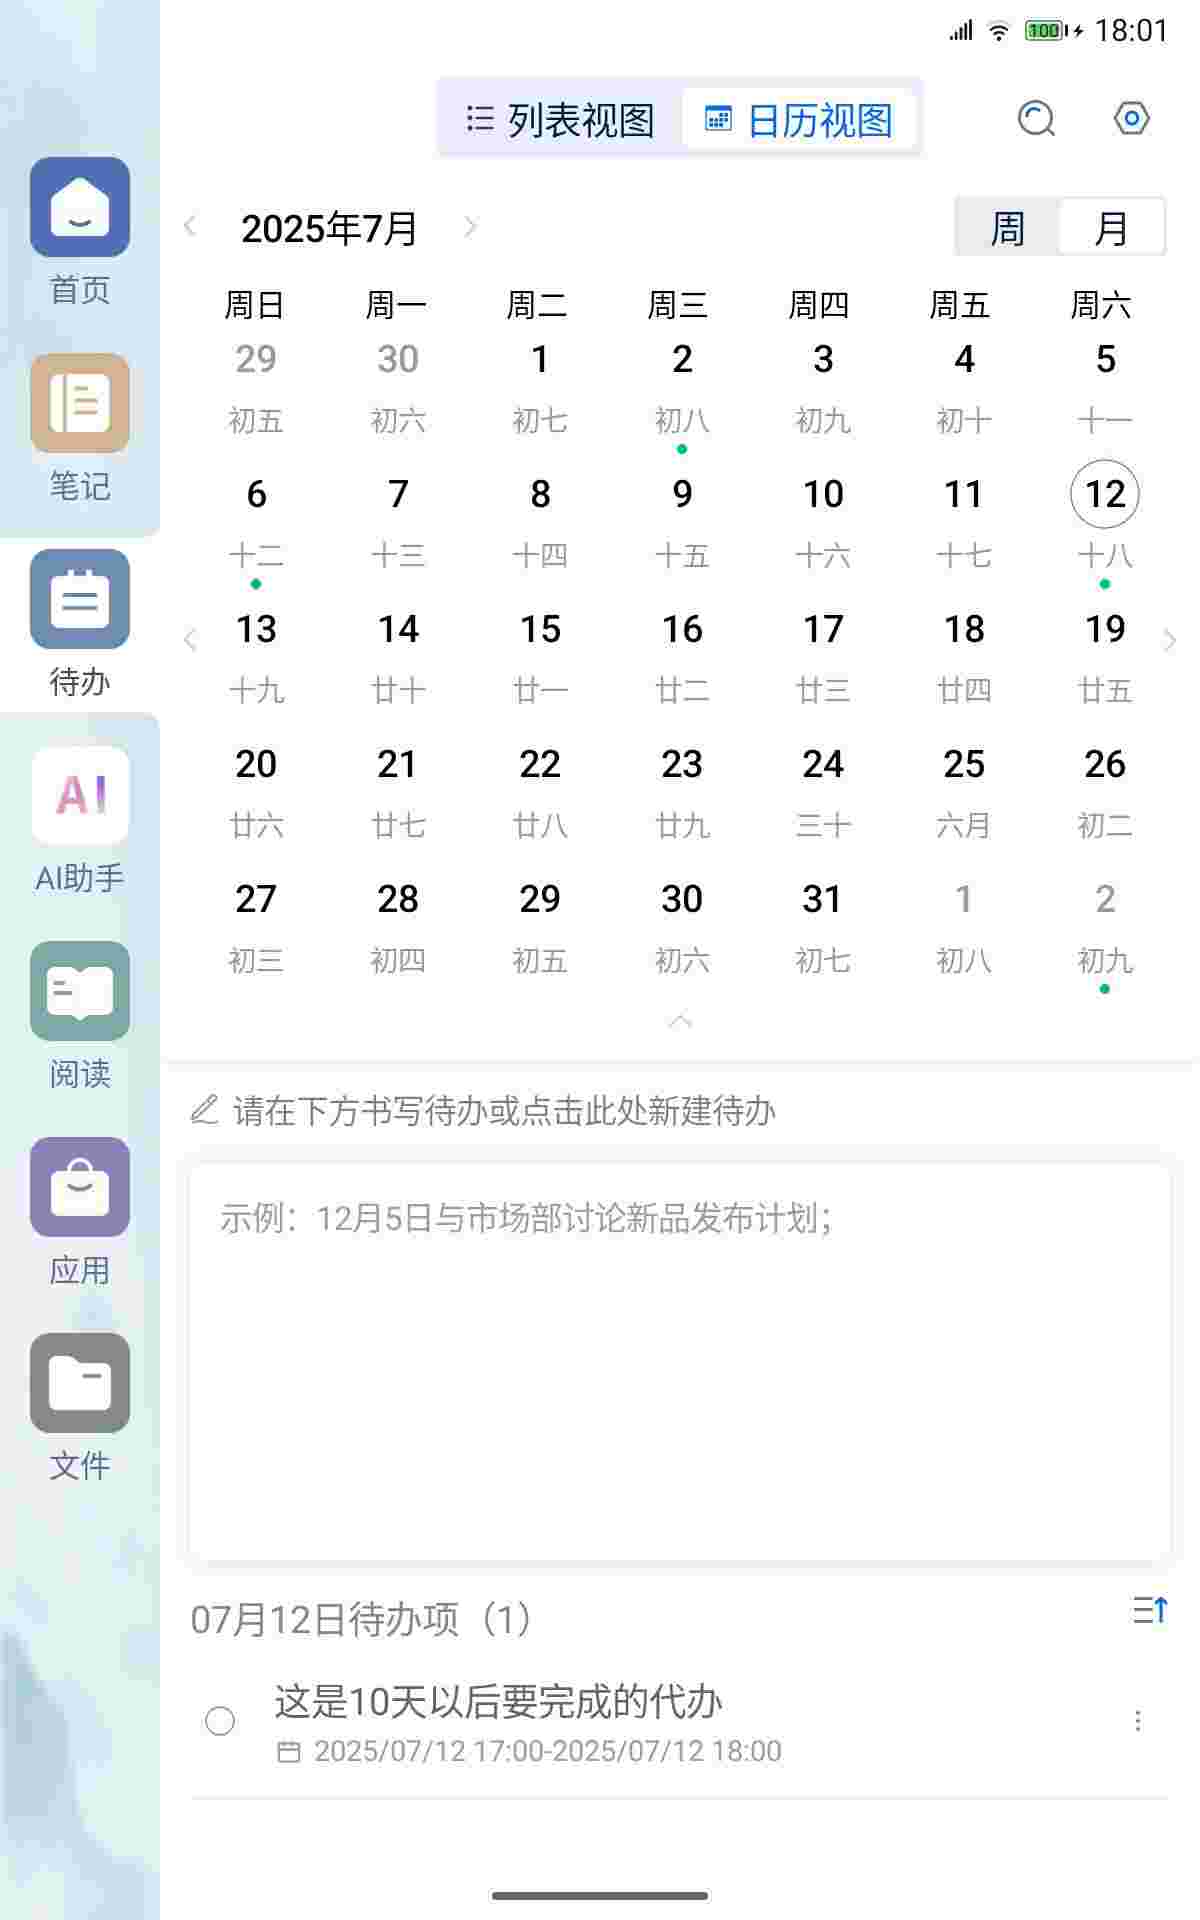 100 18:01
列表视图 日历视图
2025年7月 周 月
周日 周一 周二 周三 周四 周五 周六
29 30 1 2 3 4 5
初五 初六 初七 初八 初九 初十 十一
6 7 8 9 10 11 12
十二 十三 十四 十五 十六 十七 十八
13 14 15 16 17 18 19
十九 廿十 廿一 廿二 廿三 廿四 廿五
20 21 22 23 24 25 26
廿六 廿七 廿八 廿九 三十 六月 初二
27 28 29 30 31 1 2
初三 初四 初五 初六 初七 初八 初九
请在下方书写待办或点击此处新建待办
示例：12月5日与市场部讨论新品发布计划；
07月12日待办项（1）
这是10天以后要完成的代办
2025/07/12 17:00-2025/07/12 18:00
首页
笔记
待办
AI
AI助手
阅读
应用
文件